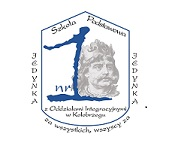 Szkoła Podstawowa
JEDYNKA
nr 1
JEDYNKA
z Oddziałami Integracyjnymi
w Kołobrzegu
za wszystkich, wszyscy za